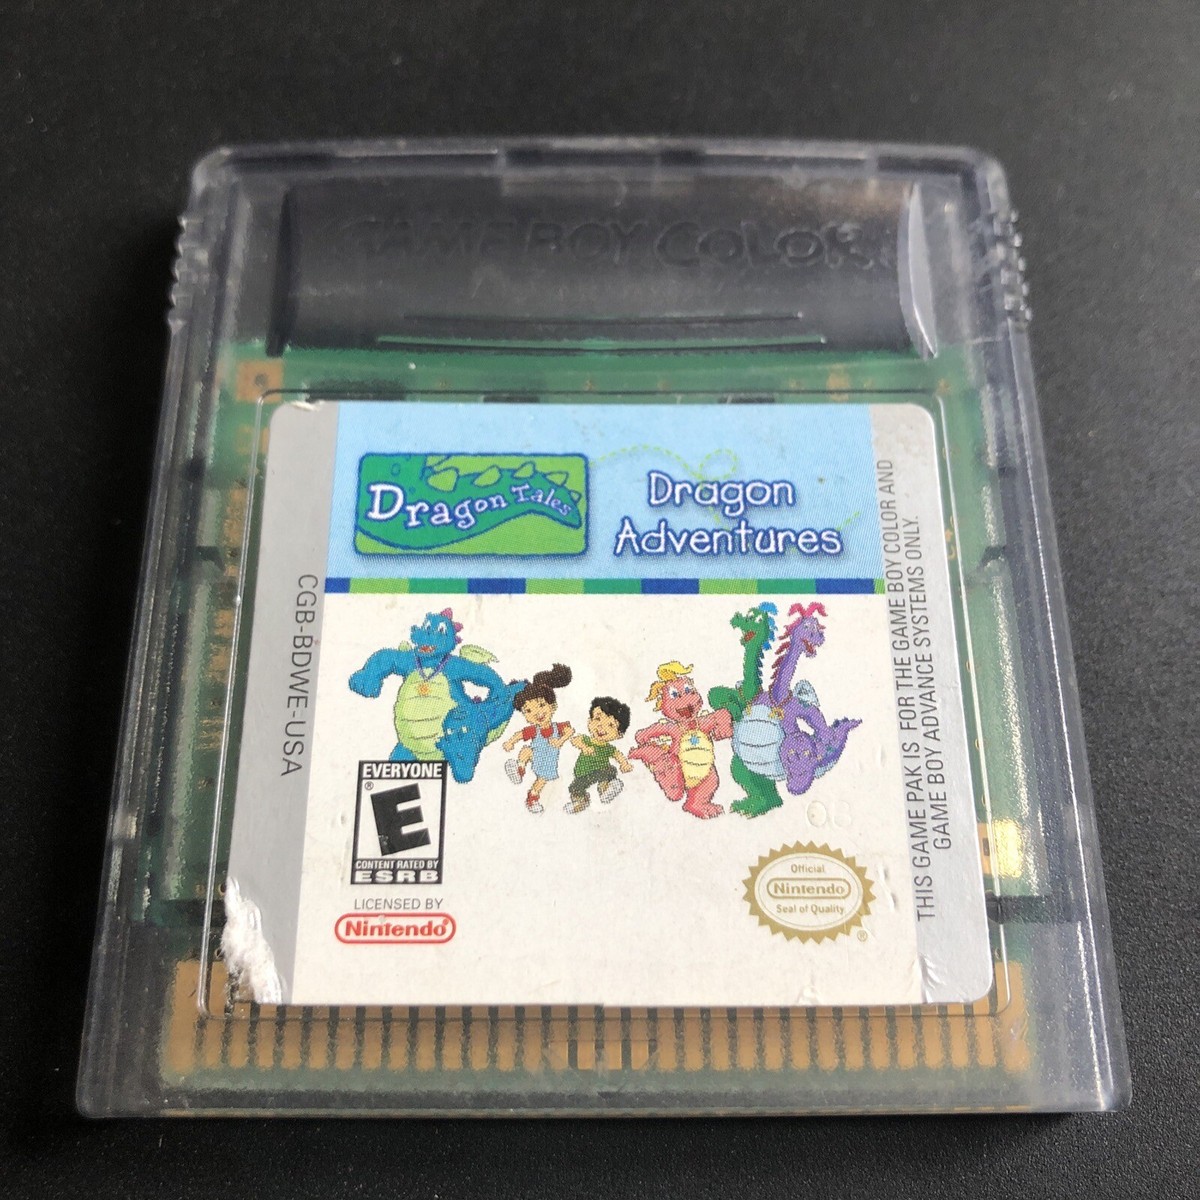 GAME BOY COLOR
Dragon Tales
Dragon
Adventures
CGB-BDWE-USA
THIS GAME PAK IS FOR THE GAME BOY COLOR AND
GAME BOY ADVANCE SYSTEMS ONLY.
EVERYONE
E
®
CONTENT RATED BY
ESRB
LICENSED BY
Nintendo®
08
Official
Nintendo
Seal of Quality
®